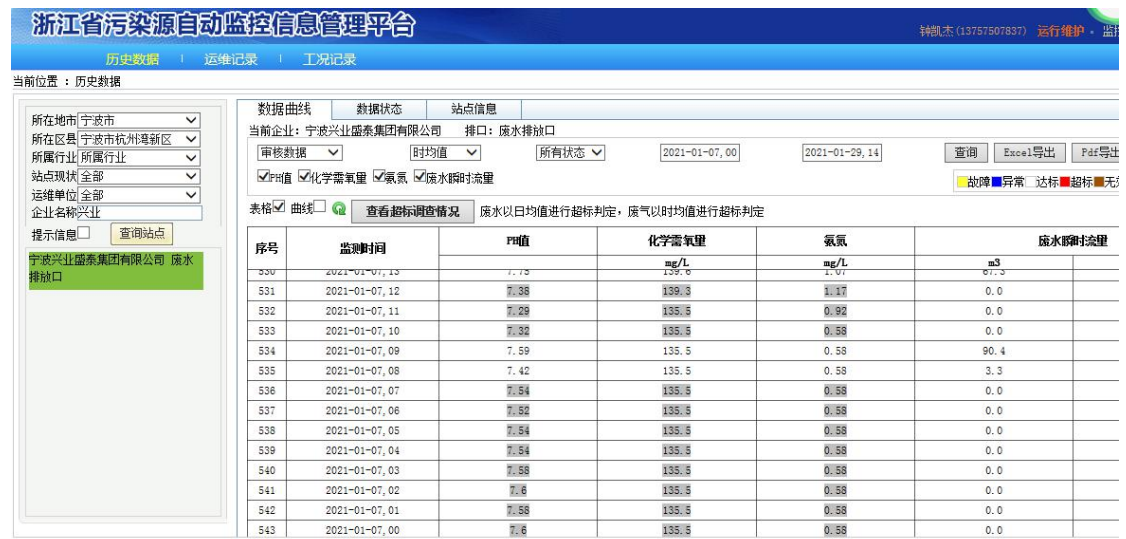 浙江省污染源自动监控信息管理平台
钟凯杰(13757507837) 运行维护 · 监控
历史数据 运维记录 工况记录
当前位置 : 历史数据
所在地市 宁波市
所在区县 宁波市杭州湾新区
所属行业 所属行业
站点现状 全部
运维单位 全部
企业名称 兴业
提示信息 查询站点
宁波兴业盛泰集团有限公司 废水
排放口
数据曲线 数据状态 站点信息
当前企业: 宁波兴业盛泰集团有限公司 排口: 废水排放口
审核数据 时均值 所有状态 2021-01-07,00 2021-01-29,14 查询 Excel导出 Pdf导出
PH值 化学需氧量 氨氮 废水瞬时流量
故障 异常 达标 超标 无效
表格 曲线 查看超标调查情况 废水以日均值进行超标判定，废气以时均值进行超标判定
序号 监测时间 PH值 化学需氧量 氨氮 废水瞬时流量
mg/L mg/L m3
530 2021-01-07,13 7.75 139.6 1.07 67.3
531 2021-01-07,12 7.38 139.3 1.17 0.0
532 2021-01-07,11 7.29 135.5 0.92 0.0
533 2021-01-07,10 7.32 135.5 0.58 0.0
534 2021-01-07,09 7.59 135.5 0.58 90.4
535 2021-01-07,08 7.42 135.5 0.58 3.3
536 2021-01-07,07 7.54 135.5 0.58 0.0
537 2021-01-07,06 7.52 135.5 0.58 0.0
538 2021-01-07,05 7.54 135.5 0.58 0.0
539 2021-01-07,04 7.54 135.5 0.58 0.0
540 2021-01-07,03 7.58 135.5 0.58 0.0
541 2021-01-07,02 7.6 135.5 0.58 0.0
542 2021-01-07,01 7.58 135.5 0.58 0.0
543 2021-01-07,00 7.6 135.5 0.58 0.0